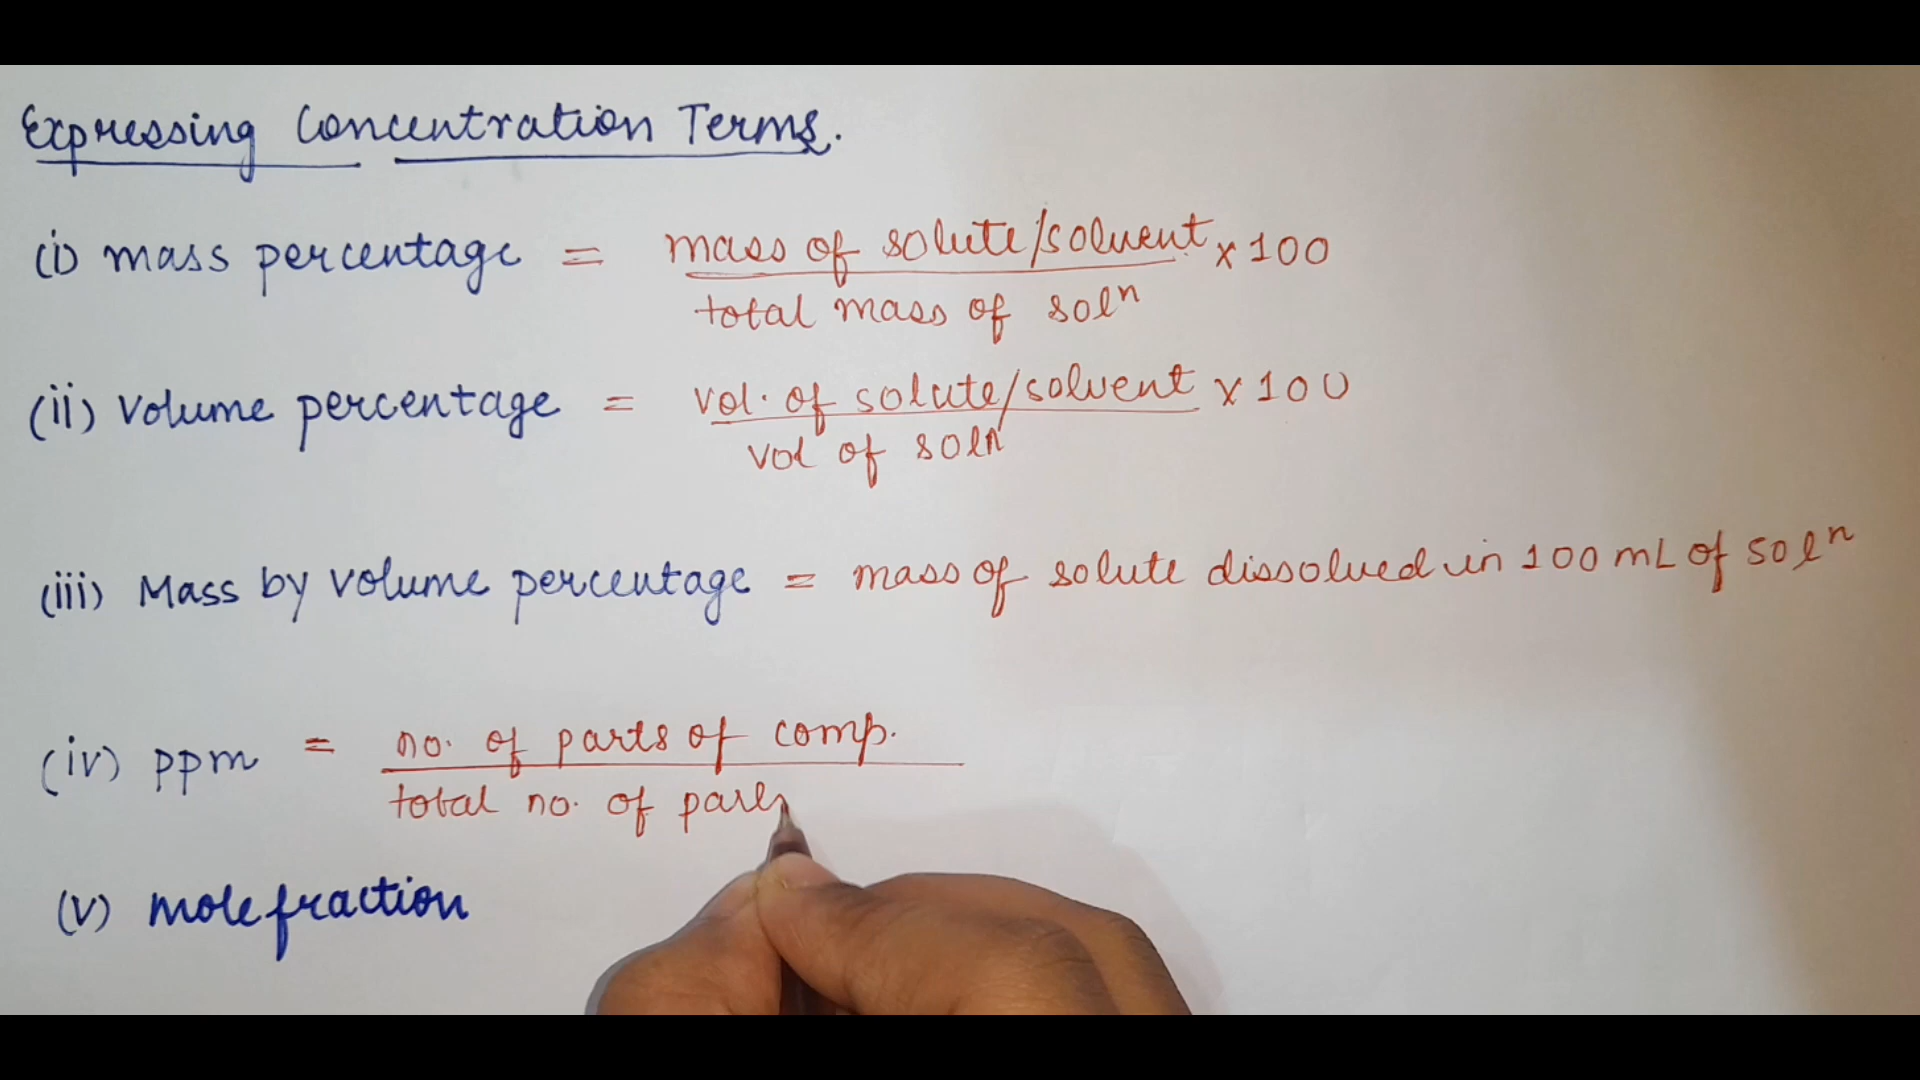 Expressing Concentration Terms.
(i) mass percentage = mass of solute/solvent × 100
total mass of solⁿ
(ii) Volume percentage = vol. of solute/solvent × 100
vol of solⁿ
(iii) Mass by volume percentage = mass of solute dissolved in 100 mL of solⁿ
(iv) ppm = no. of parts of comp.
total no. of parts
(v) mole fraction